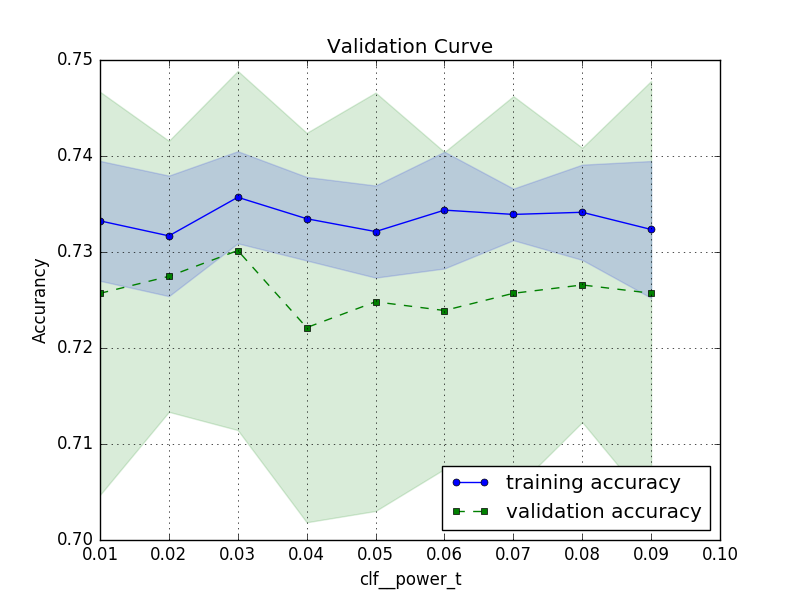 Validation Curve
0.75
0.74
0.73
0.72
0.71
0.70
Accurancy
training accuracy
validation accuracy
0.01 0.02 0.03 0.04 0.05 0.06 0.07 0.08 0.09 0.10
clf__power_t